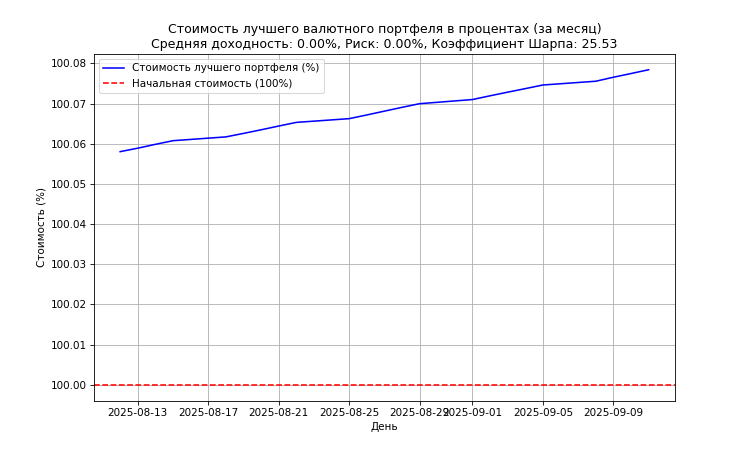 Стоимость лучшего валютного портфеля в процентах (за месяц)
Средняя доходность: 0.00%, Риск: 0.00%, Коэффициент Шарпа: 25.53
Стоимость лучшего портфеля (%)
Начальная стоимость (100%)
Стоимость (%)
100.08
100.07
100.06
100.05
100.04
100.03
100.02
100.01
100.00
2025-08-13 2025-08-17 2025-08-21 2025-08-25 2025-08-29 2025-09-01 2025-09-05 2025-09-09
День